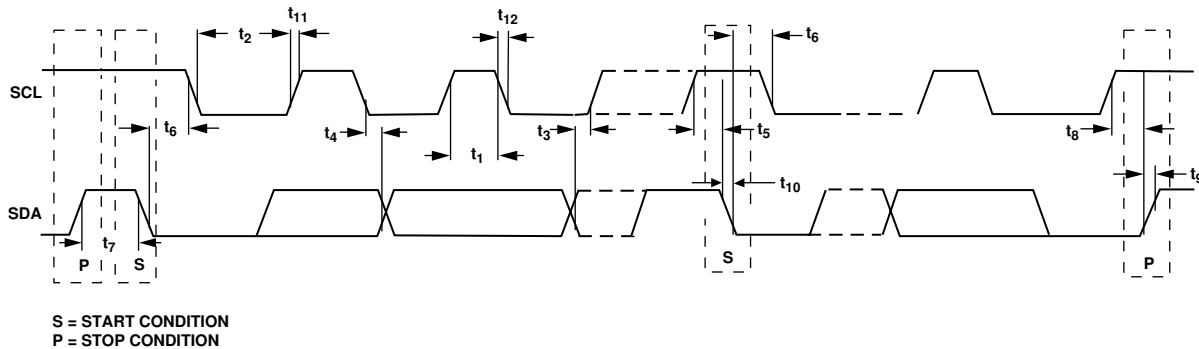 t11
t12
t2
t6
SCL
t6
t4
t3
t5
t8
t1
t10
t9
SDA
t7
P
S
S
P
S = START CONDITION
P = STOP CONDITION